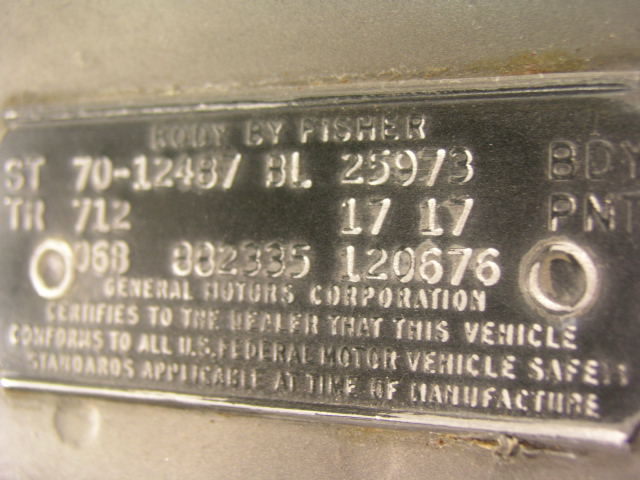 BODY BY FISHER
ST 70-12487 BL 25973 BDY
TR 712 17 17 PNT
068 882335 120676
GENERAL MOTORS CORPORATION
CERTIFIES TO THE DEALER THAT THIS VEHICLE
CONFORMS TO ALL U.S. FEDERAL MOTOR VEHICLE SAFETY
STANDARDS APPLICABLE AT TIME OF MANUFACTURE